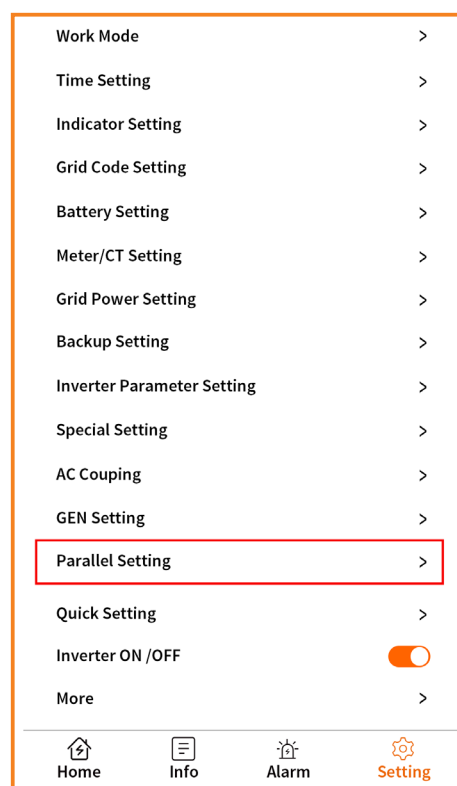 Work Mode >
Time Setting >
Indicator Setting >
Grid Code Setting >
Battery Setting >
Meter/CT Setting >
Grid Power Setting >
Backup Setting >
Inverter Parameter Setting >
Special Setting >
AC Couping >
GEN Setting >
Parallel Setting >
Quick Setting >
Inverter ON /OFF
More >
Home Info Alarm Setting